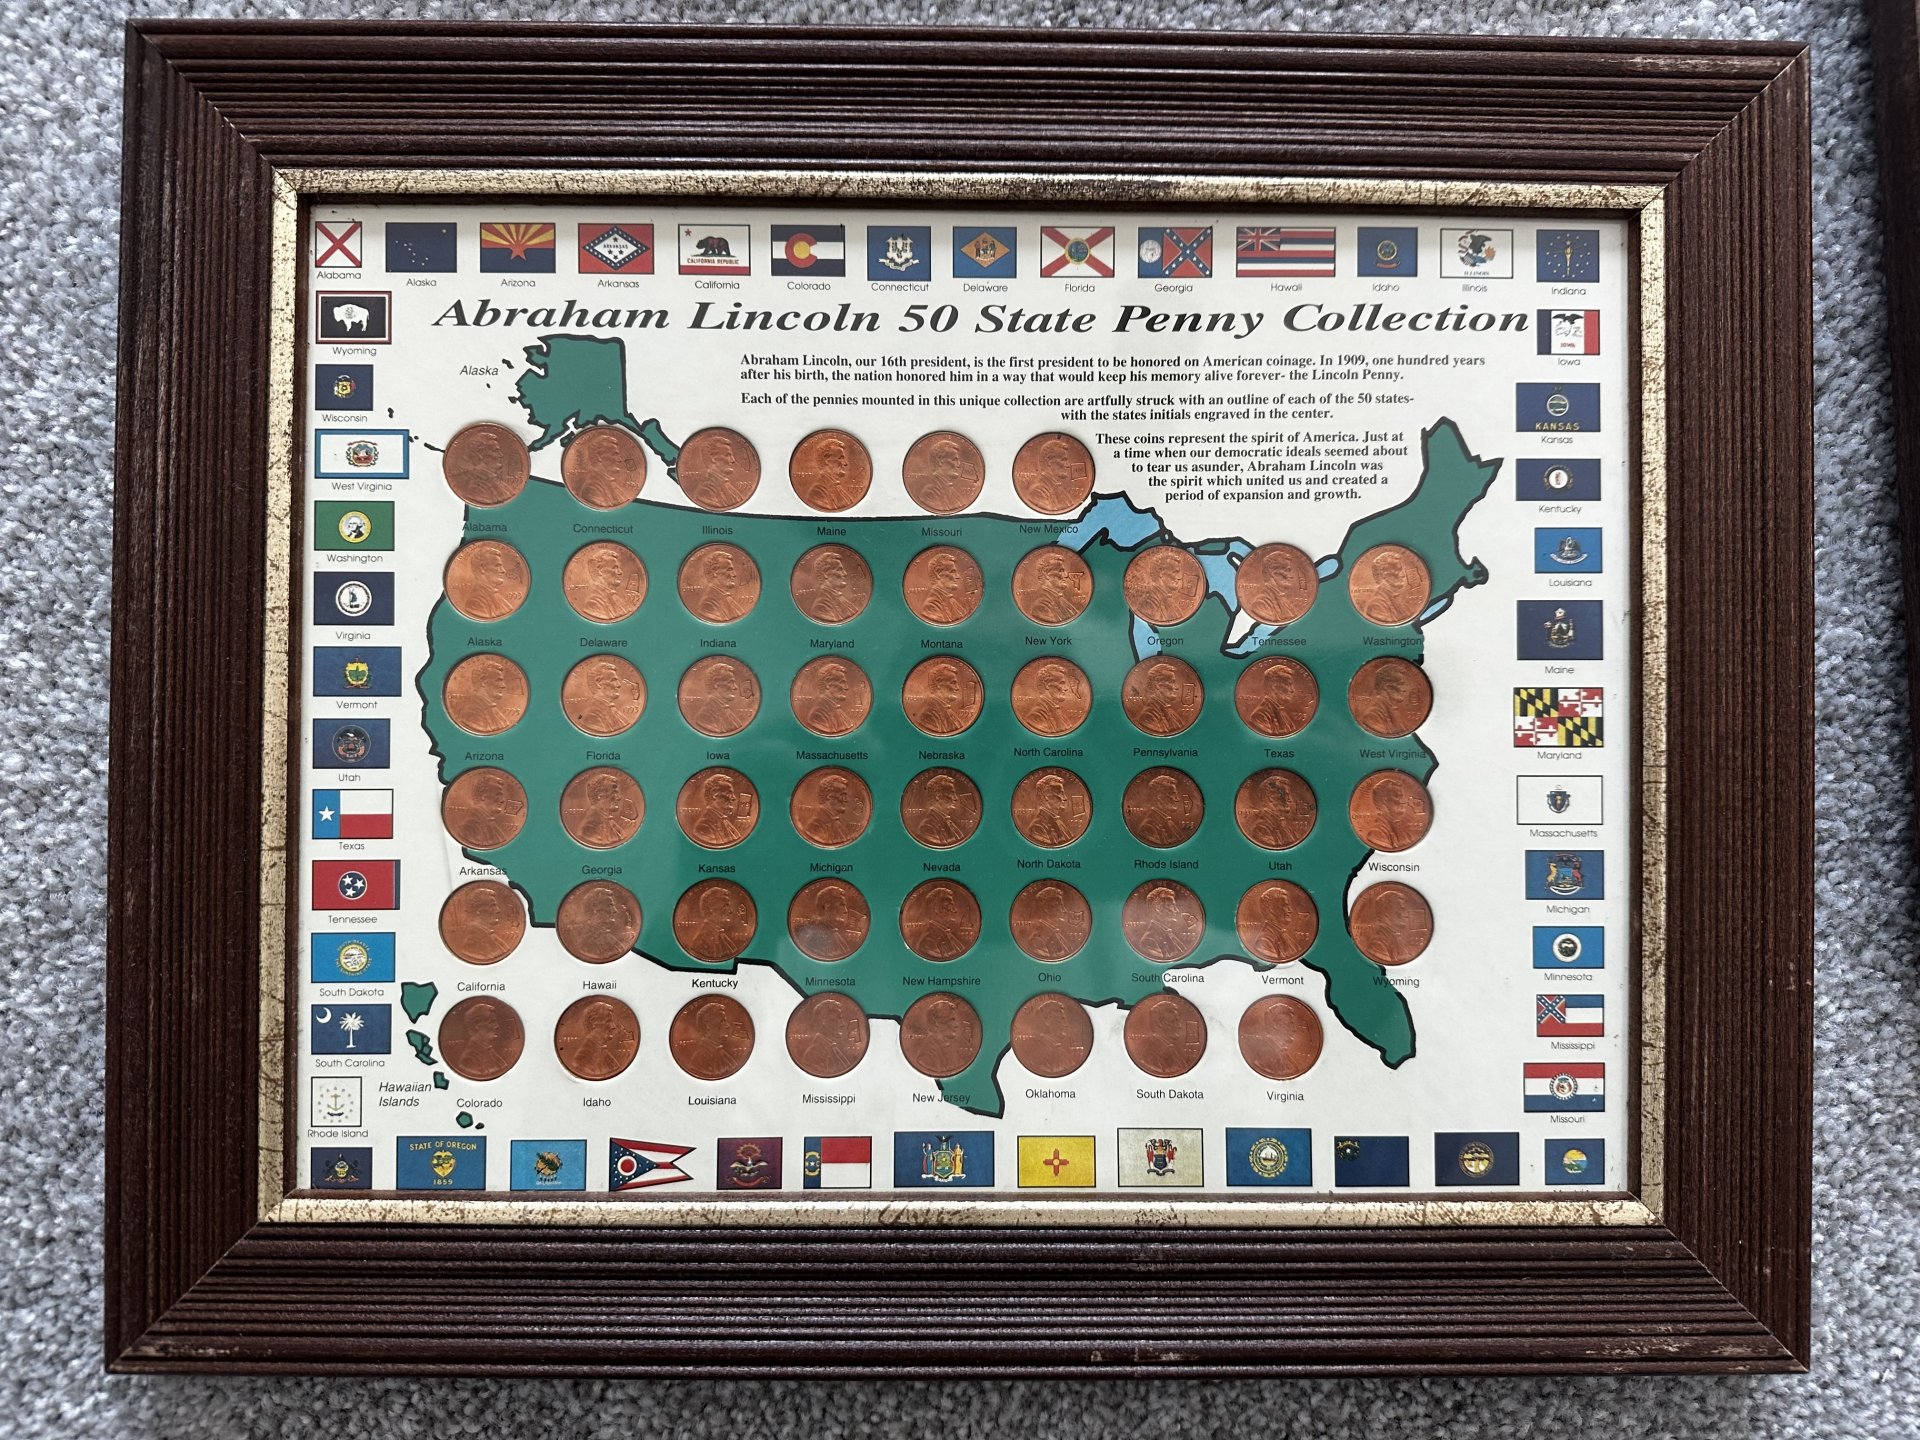 Alabama
Alaska
Arizona
ARKANSAS
Arkansas
CALIFORNIA REPUBLIC
California
Colorado
Connecticut
Delaware
Florida
Georgia
Hawaii
Idaho
ILLINOIS
Illinois
Indiana
Abraham Lincoln 50 State Penny Collection
Abraham Lincoln, our 16th president, is the first president to be honored on American coinage. In 1909, one hundred years
after his birth, the nation honored him in a way that would keep his memory alive forever- the Lincoln Penny.
Each of the pennies mounted in this unique collection are artfully struck with an outline of each of the 50 states-
with the states initials engraved in the center.
These coins represent the spirit of America. Just at
a time when our democratic ideals seemed about
to tear us asunder, Abraham Lincoln was
the spirit which united us and created a
period of expansion and growth.
Wyoming
Wisconsin
West Virginia
Washington
Virginia
Vermont
Utah
Texas
Tennessee
South Dakota
South Carolina
Rhode Island
IOWA
Iowa
KANSAS
Kansas
Kentucky
Louisiana
Maine
Maryland
Massachusetts
Michigan
Minnesota
Mississippi
Missouri
Alaska
Alabama
Connecticut
Illinois
Maine
Missouri
New Mexico
Alaska
Delaware
Indiana
Maryland
Montana
New York
Oregon
Tennessee
Washington
Arizona
Florida
Iowa
Massachusetts
Nebraska
North Carolina
Pennsylvania
Texas
West Virginia
Arkansas
Georgia
Kansas
Michigan
Nevada
North Dakota
Rhode Island
Utah
Wisconsin
California
Hawaii
Kentucky
Minnesota
New Hampshire
Ohio
South Carolina
Vermont
Wyoming
Hawaiian
Islands
Colorado
Idaho
Louisiana
Mississippi
New Jersey
Oklahoma
South Dakota
Virginia
STATE OF OREGON
1859